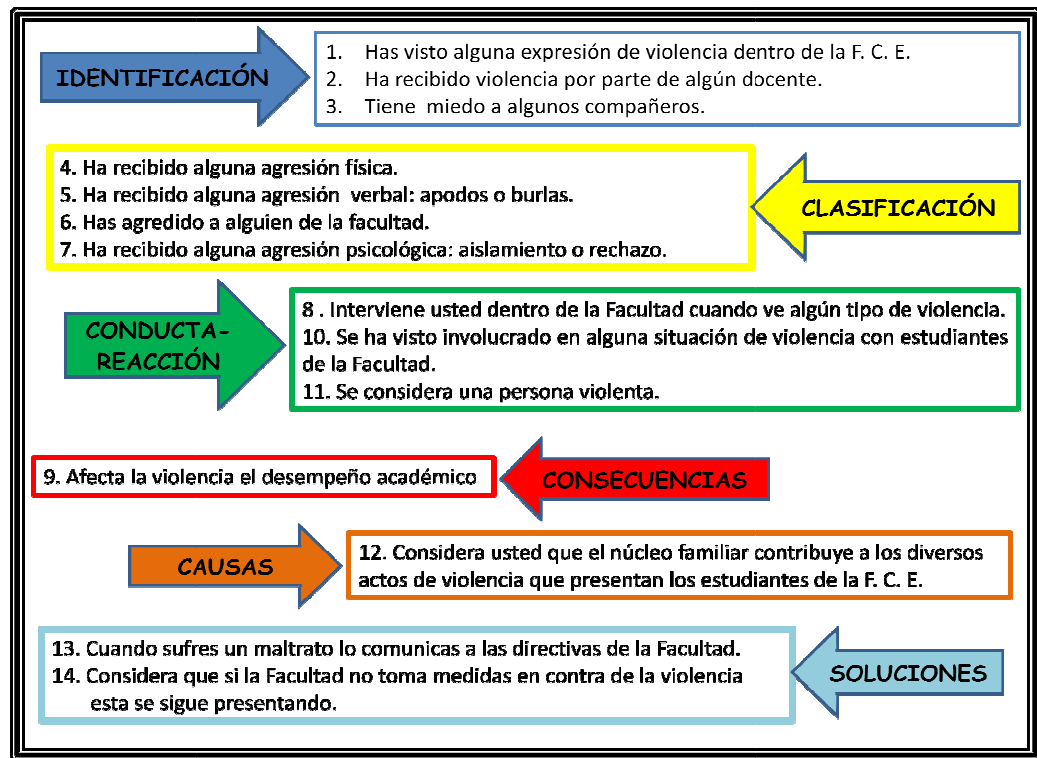 IDENTIFICACIÓN
1. Has visto alguna expresión de violencia dentro de la F. C. E.
2. Ha recibido violencia por parte de algún docente.
3. Tiene miedo a algunos compañeros.
4. Ha recibido alguna agresión física.
5. Ha recibido alguna agresión verbal: apodos o burlas.
6. Has agredido a alguien de la facultad.
7. Ha recibido alguna agresión psicológica: aislamiento o rechazo.
CLASIFICACIÓN
CONDUCTA-
REACCIÓN
8 . Interviene usted dentro de la Facultad cuando ve algún tipo de violencia.
10. Se ha visto involucrado en alguna situación de violencia con estudiantes
de la Facultad.
11. Se considera una persona violenta.
9. Afecta la violencia el desempeño académico
CONSECUENCIAS
CAUSAS
12. Considera usted que el núcleo familiar contribuye a los diversos
actos de violencia que presentan los estudiantes de la F. C. E.
13. Cuando sufres un maltrato lo comunicas a las directivas de la Facultad.
14. Considera que si la Facultad no toma medidas en contra de la violencia
esta se sigue presentando.
SOLUCIONES